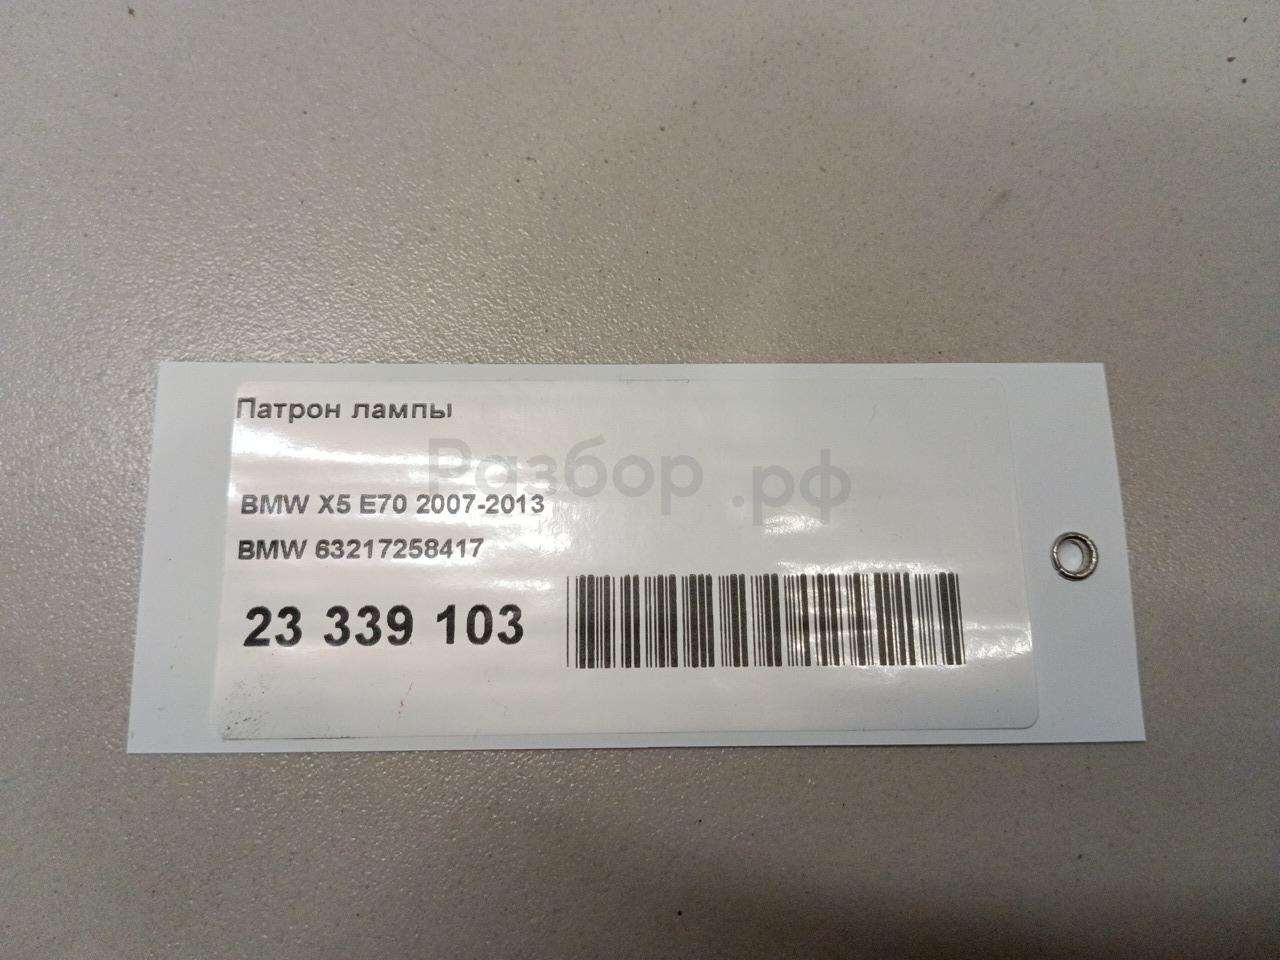 Патрон лампы
Разбор.рф
BMW X5 E70 2007-2013
BMW 63217258417
23 339 103